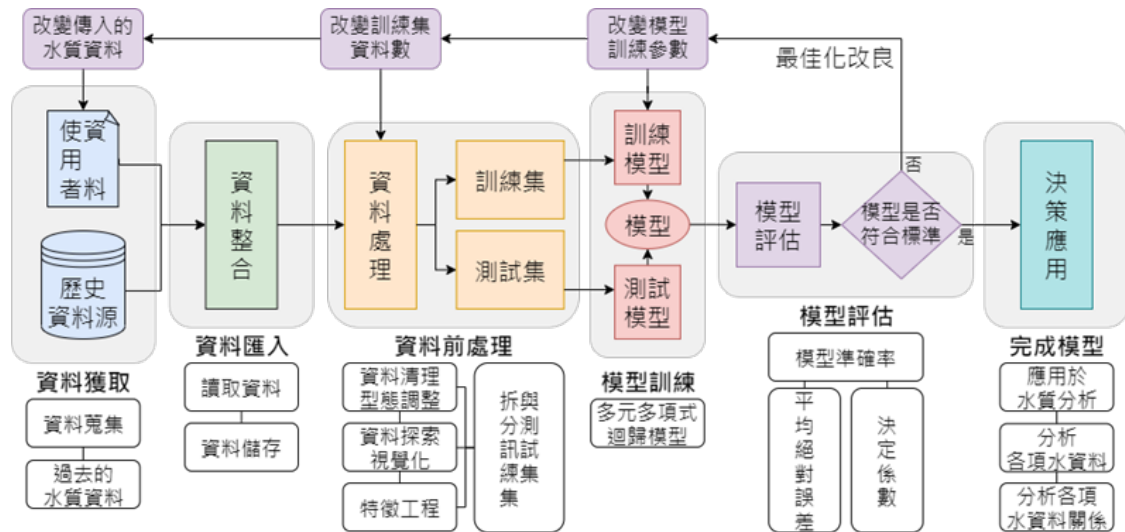 改變傳入的
水質資料
改變訓練集
資料數
改變模型
訓練參數
最佳化改良
使資
用
者料
歷史
資料源
資料整合
資料處理
訓練集
測試集
訓練
模型
模型
測試
模型
模型
評估
模型是否
符合標準
否
是
決策應用
資料獲取
資料蒐集
過去的
水質資料
資料匯入
讀取資料
資料儲存
資料前處理
資料清理
型態調整
資料探索
視覺化
特徵工程
拆與
分測
訊試
練集
集
模型訓練
多元多項式
迴歸模型
模型評估
模型準確率
平均絕對誤差
決定係數
完成模型
應用於
水質分析
分析
各項水資料
分析各項
水資料關係